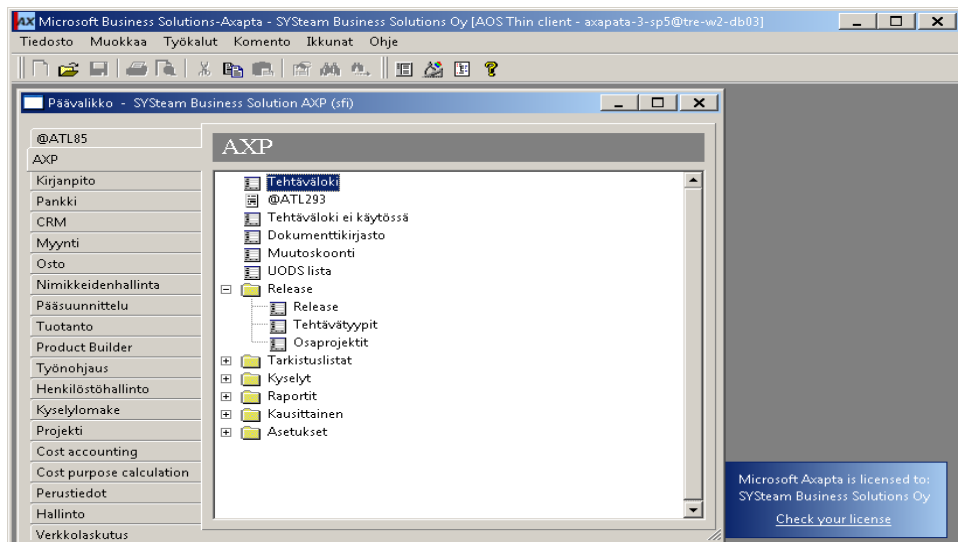 Microsoft Business Solutions-Axapta - SYSteam Business Solutions Oy [AOS Thin client - axapata-3-sp5@tre-w2-db03]
Tiedosto Muokkaa Työkalut Komento Ikkunat Ohje
Päävalikko - SYSteam Business Solution AXP (sfi)
@ATL85
AXP
Kirjanpito
Pankki
CRM
Myynti
Osto
Nimikkeidenhallinta
Pääsuunnittelu
Tuotanto
Product Builder
Työnohjaus
Henkilöstöhallinto
Kyselylomake
Projekti
Cost accounting
Cost purpose calculation
Perustiedot
Hallinto
Verkkolaskutus
AXP
Tehtäväloki
@ATL293
Tehtäväloki ei käytössä
Dokumenttikirjasto
Muutoskoonti
UODS lista
Release
Release
Tehtävätyypit
Osaprojektit
Tarkistuslistat
Kyselyt
Raportit
Kausittainen
Asetukset
Microsoft Axapta is licensed to:
SYSteam Business Solutions Oy
Check your license